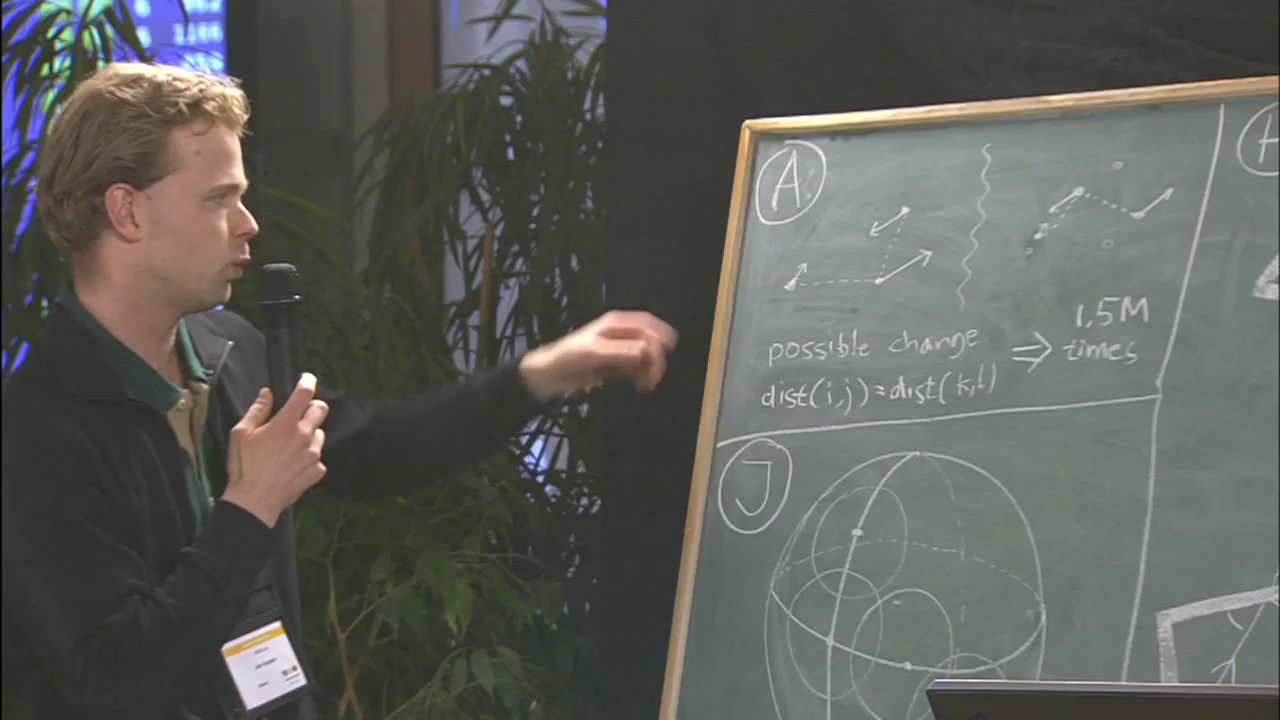 A
1,5M
possible change ⇒ times
dist(i,j)=dist(k,l)
J